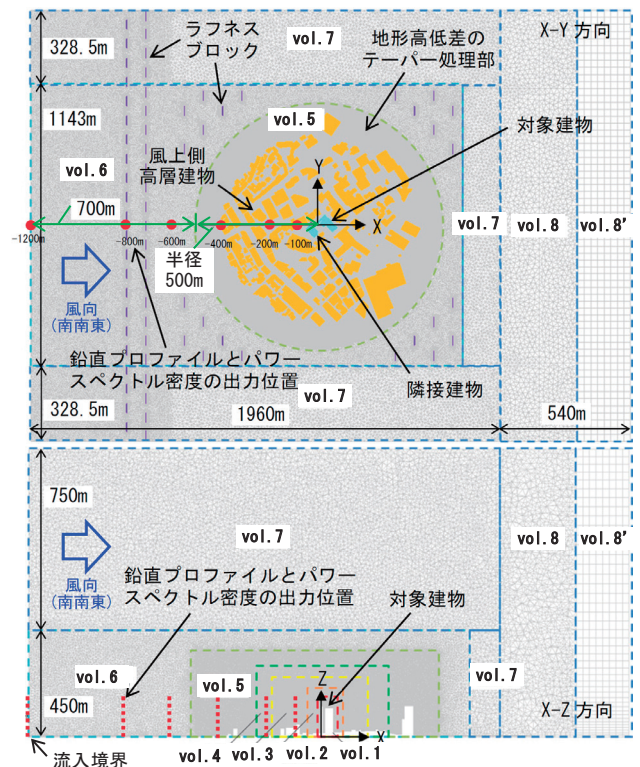 ラフネス
ブロック
vol.7
地形高低差の
テーパー処理部
X-Y 方向
328.5m
1143m
vol.5
対象建物
vol.6
風上側
高層建物
Y
X
700m
-1200m
-800m
-600m
-400m
-200m
-100m
半径
500m
vol.7
vol.8
vol.8'
風向
(南南東)
鉛直プロファイルとパワー
スペクトル密度の出力位置
隣接建物
vol.7
328.5m
1960m
540m
750m
vol.7
vol.8
vol.8'
風向
(南南東)
鉛直プロファイルとパワー
スペクトル密度の出力位置
対象建物
vol.6
vol.5
Z
vol.7
450m
X
X-Z 方向
流入境界
vol.4
vol.3
vol.2
vol.1